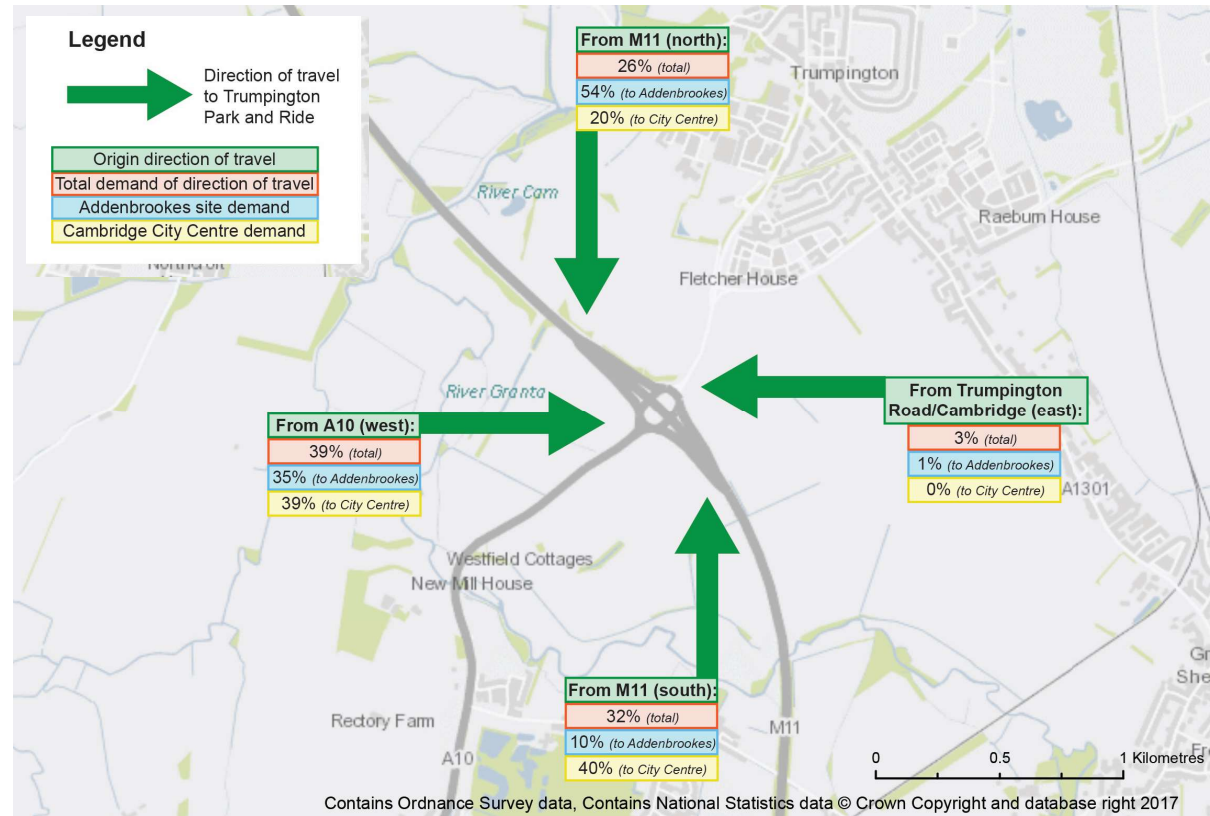 Legend
Direction of travel
to Trumpington
Park and Ride
Origin direction of travel
Total demand of direction of travel
Addenbrookes site demand
Cambridge City Centre demand
From M11 (north):
26% (total)
54% (to Addenbrookes)
20% (to City Centre)
Trumpington
River Cam
Raeburn House
Fletcher House
River Granta
From A10 (west):
39% (total)
35% (to Addenbrookes)
39% (to City Centre)
From Trumpington
Road/Cambridge (east):
3% (total)
1% (to Addenbrookes)
0% (to City Centre)
A1301
Westfield Cottages
New Mill House
From M11 (south):
32% (total)
10% (to Addenbrookes)
40% (to City Centre)
Rectory Farm
A10
M11
0 0.5 1 Kilometres
Contains Ordnance Survey data, Contains National Statistics data © Crown Copyright and database right 2017